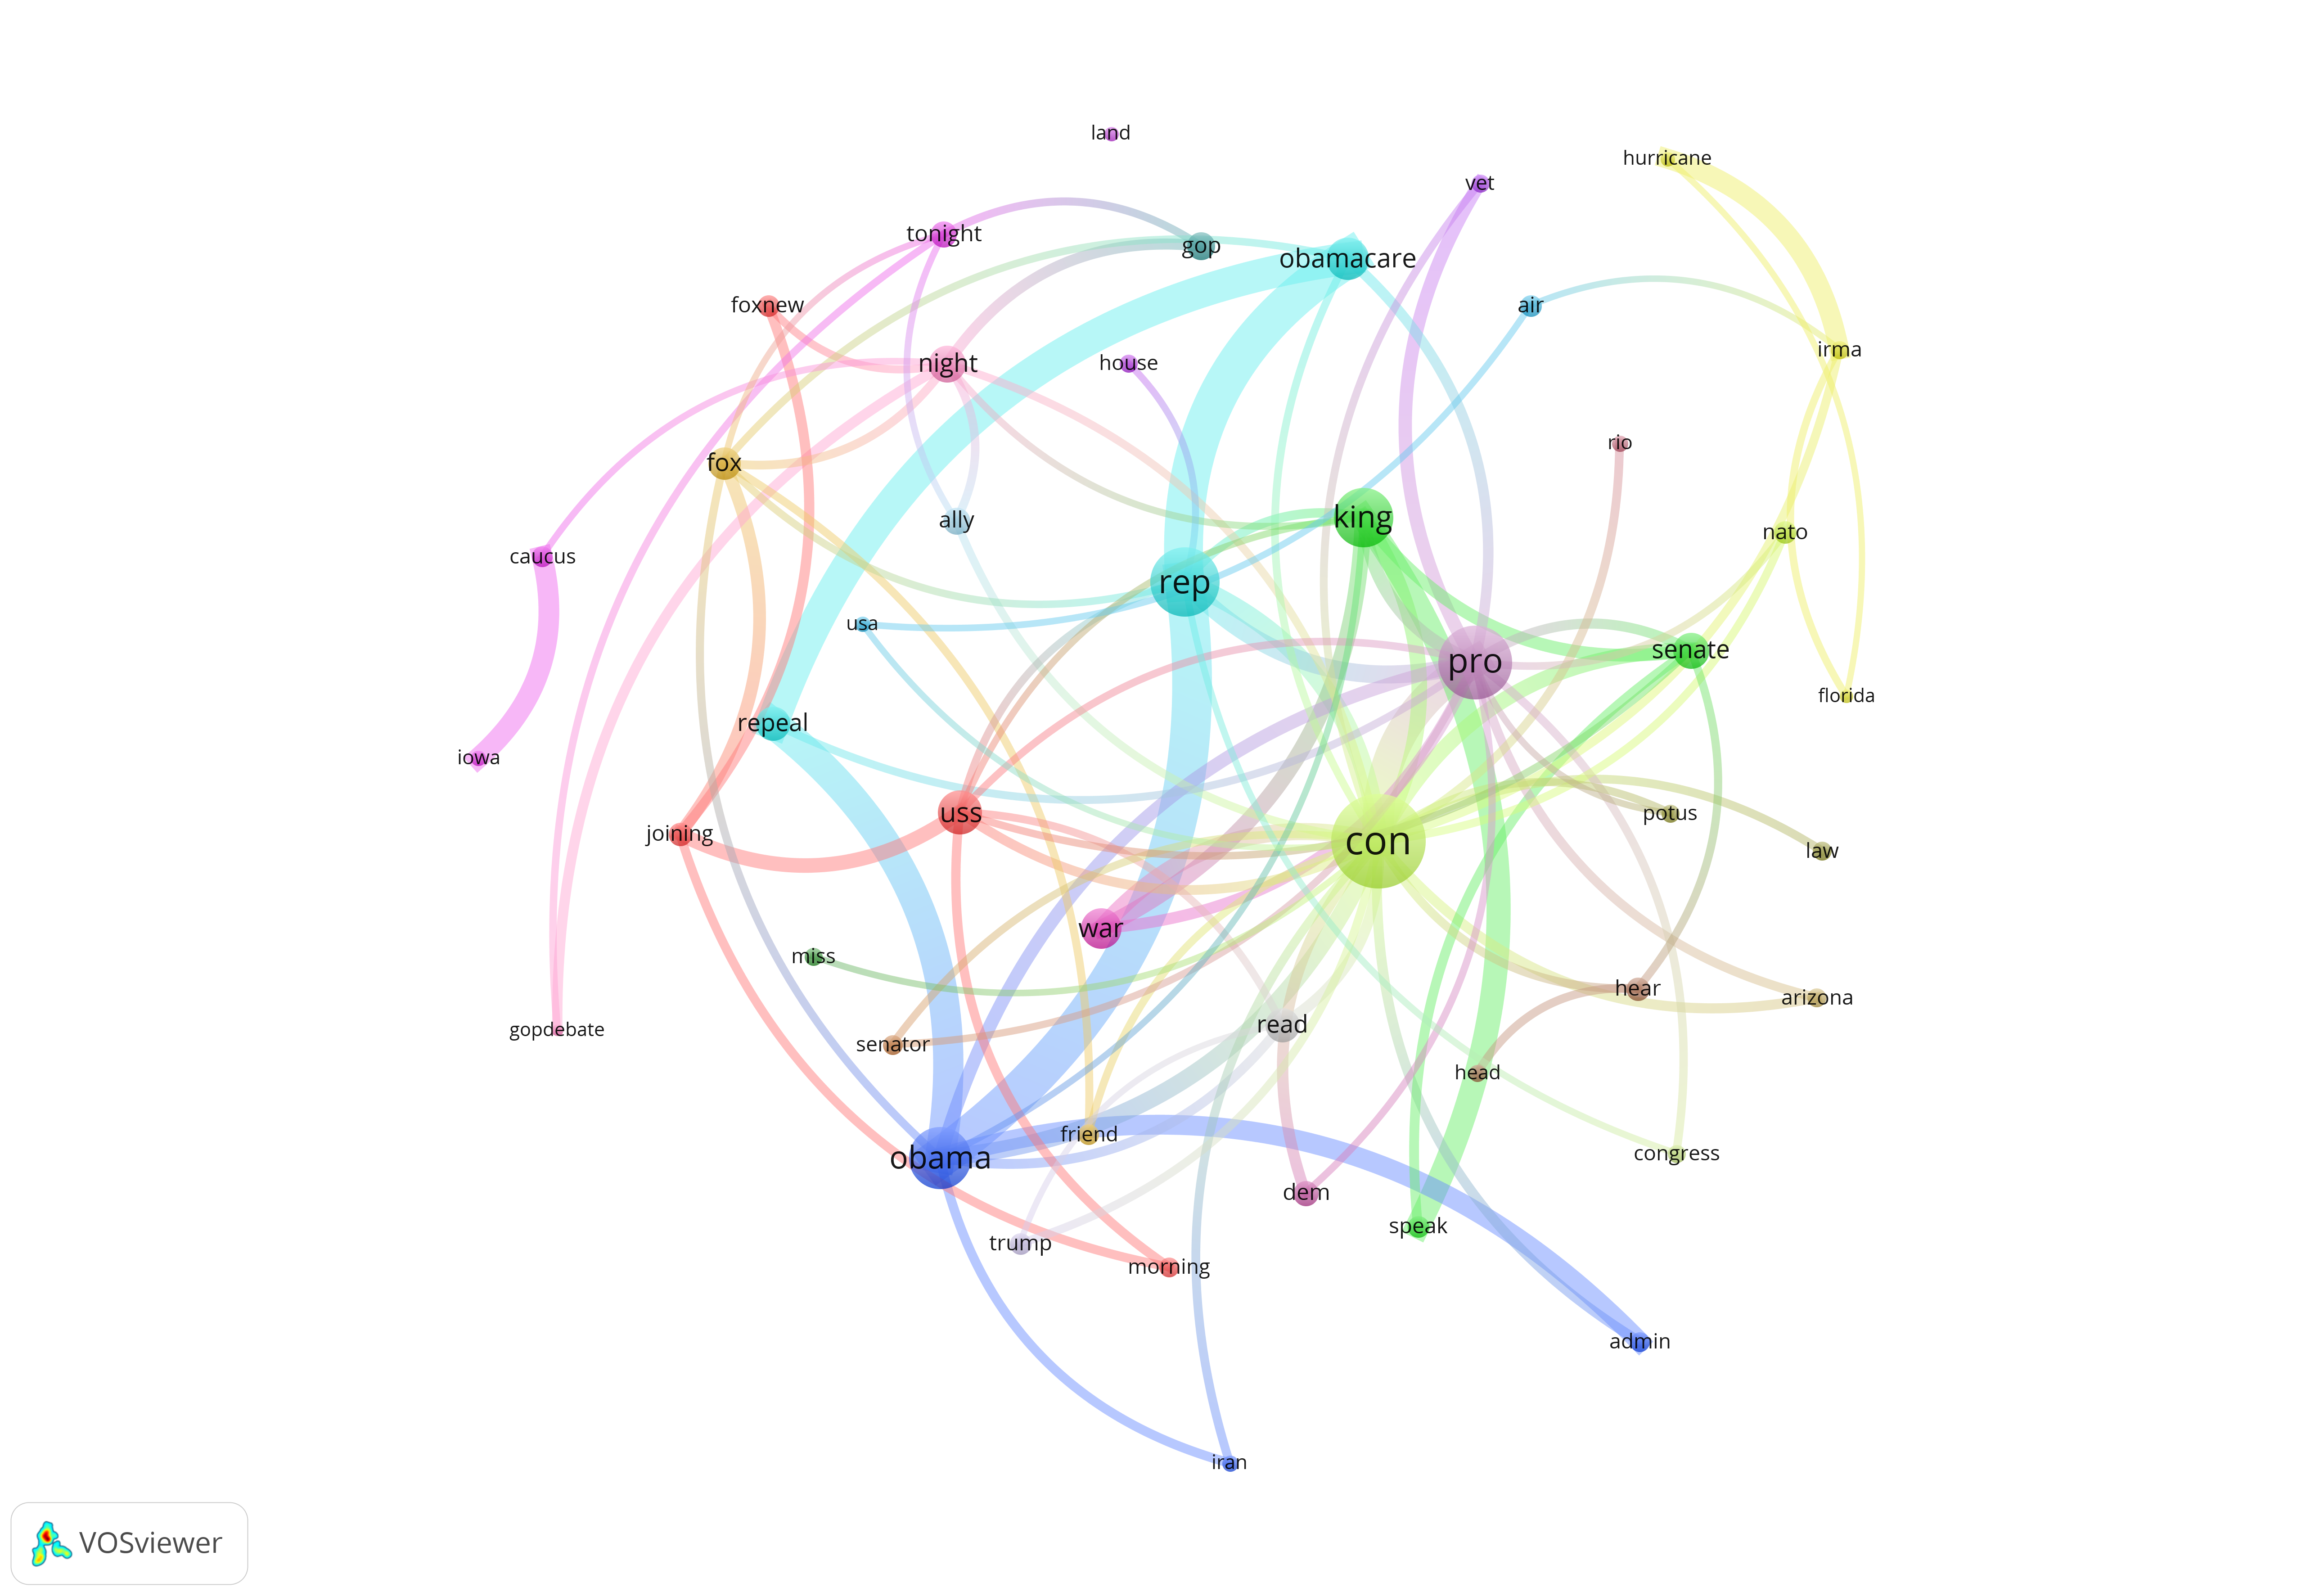 land
hurricane
vet
tonight
gop
obamacare
foxnew
air
irma
night
house
rio
fox
king
ally
nato
caucus
rep
usa
senate
pro
florida
repeal
iowa
uss
potus
joining
con
law
war
miss
hear
arizona
read
gopdebate
senator
head
friend
obama
congress
dem
speak
trump
morning
admin
iran
VOSviewer